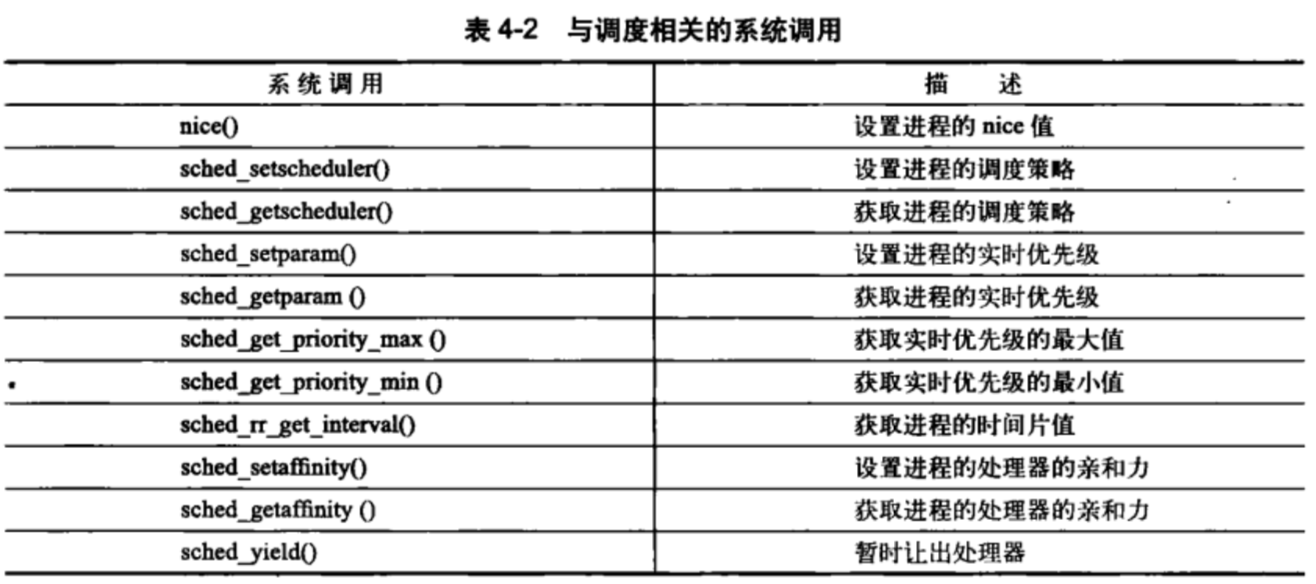 表 4-2 与调度相关的系统调用
系统调用 描 述
nice() 设置进程的 nice 值
sched_setscheduler() 设置进程的调度策略
sched_getscheduler() 获取进程的调度策略
sched_setparam() 设置进程的实时优先级
sched_getparam () 获取进程的实时优先级
sched_get_priority_max () 获取实时优先级的最大值
sched_get_priority_min () 获取实时优先级的最小值
sched_rr_get_interval() 获取进程的时间片值
sched_setaffinity() 设置进程的处理器的亲和力
sched_getaffinity () 获取进程的处理器的亲和力
sched_yield() 暂时让出处理器